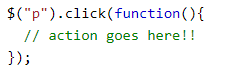 $("p").click(function(){
  // action goes here!!
});